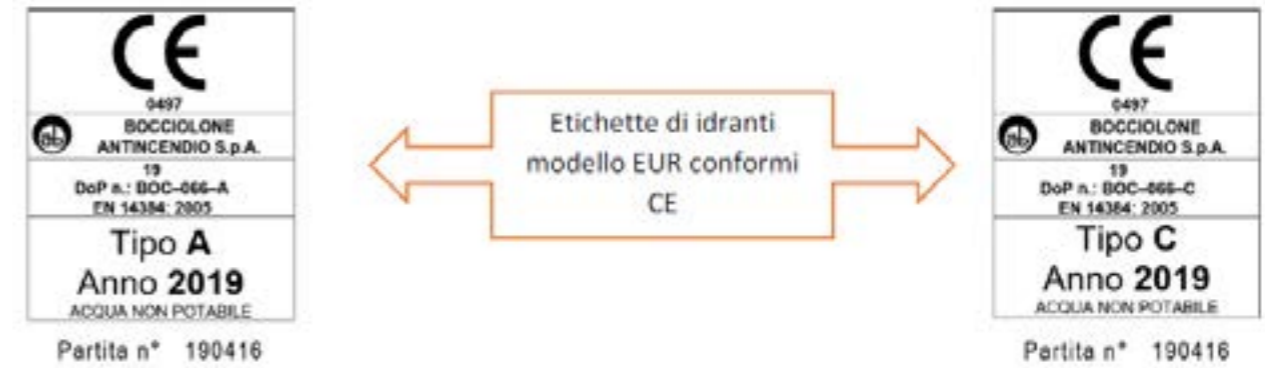 CE
0497
BOCCIOLONE
ANTINCENDIO S.p.A.
19
DoP n.: BOC-066-A
EN 14384: 2005
Tipo A
Anno 2019
ACQUA NON POTABILE
Partita n° 190416
Etichette di idranti
modello EUR conformi
CE
CE
0497
BOCCIOLONE
ANTINCENDIO S.p.A.
19
DoP n.: BOC-066-C
EN 14384: 2005
Tipo C
Anno 2019
ACQUA NON POTABILE
Partita n° 190416